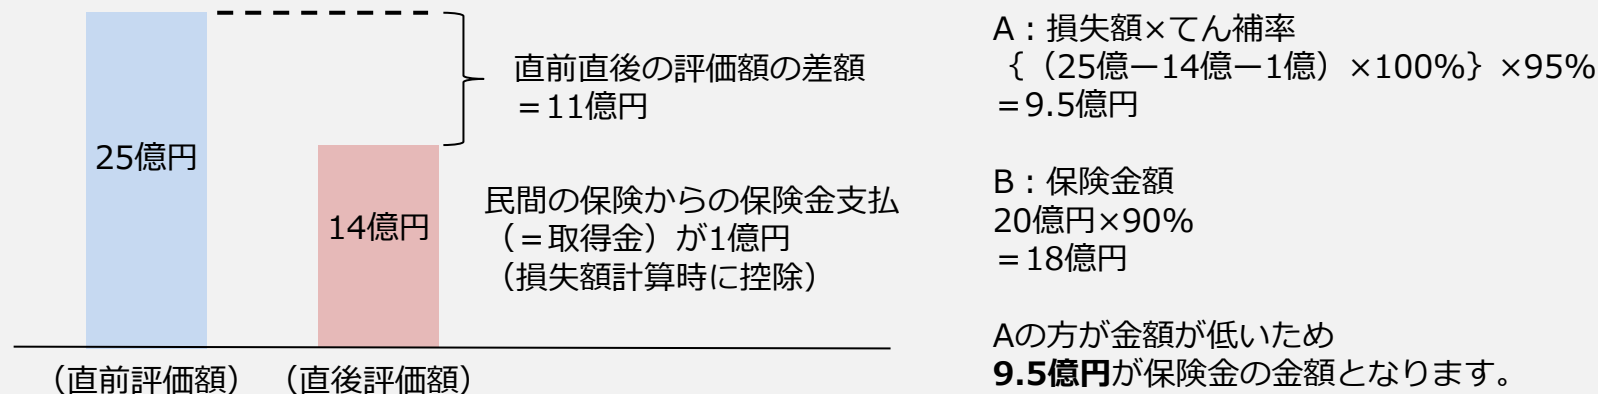 25億円
14億円
（直前評価額）
（直後評価額）
直前直後の評価額の差額
＝11億円
民間の保険からの保険金支払
（＝取得金）が1億円
（損失額計算時に控除）
A：損失額×てん補率
｛（25億ー14億ー1億）×100%｝×95%
＝9.5億円
B：保険金額
20億円×90%
＝18億円
Aの方が金額が低いため
9.5億円が保険金の金額となります。